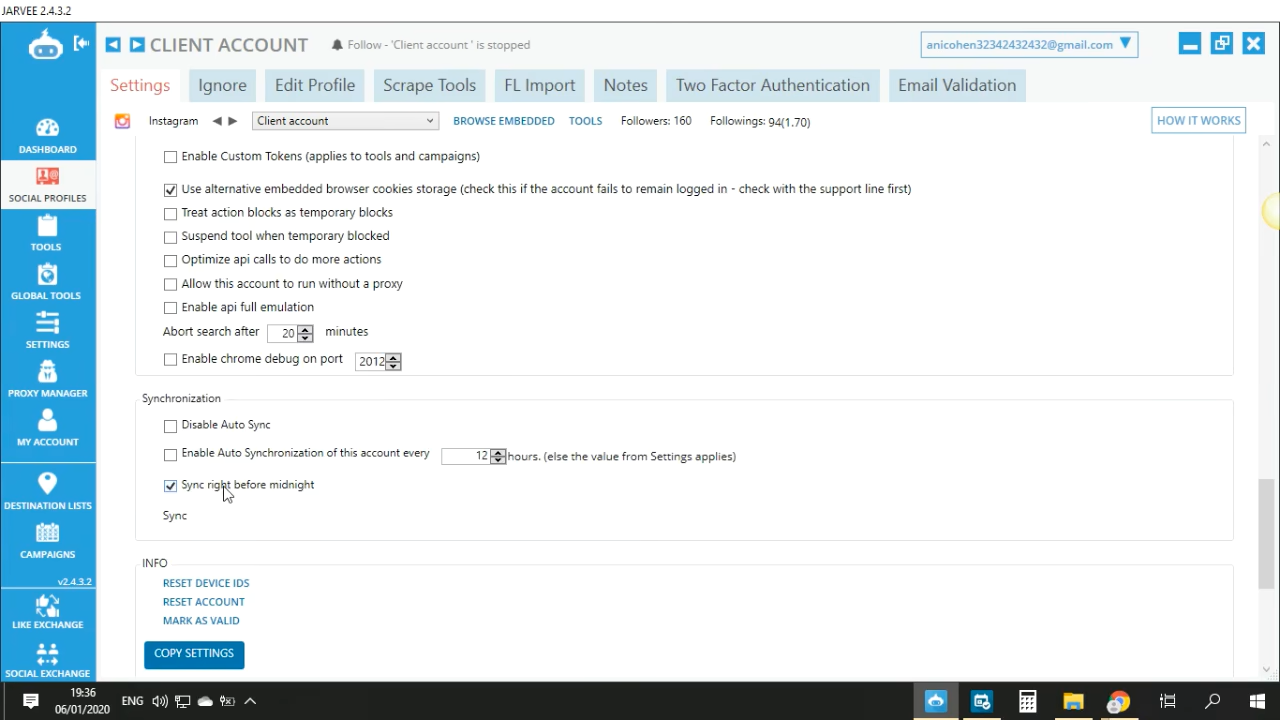 JARVEE 2.4.3.2
CLIENT ACCOUNT
Follow - 'Client account ' is stopped
anicohen32342432432@gmail.com
Settings
Ignore
Edit Profile
Scrape Tools
FL Import
Notes
Two Factor Authentication
Email Validation
Instagram
Client account
BROWSE EMBEDDED
TOOLS
Followers: 160
Followings: 94(1.70)
HOW IT WORKS
DASHBOARD
SOCIAL PROFILES
TOOLS
GLOBAL TOOLS
SETTINGS
PROXY MANAGER
MY ACCOUNT
DESTINATION LISTS
CAMPAIGNS
v2.4.3.2
LIKE EXCHANGE
SOCIAL EXCHANGE
Enable Custom Tokens (applies to tools and campaigns)
Use alternative embedded browser cookies storage (check this if the account fails to remain logged in - check with the support line first)
Treat action blocks as temporary blocks
Suspend tool when temporary blocked
Optimize api calls to do more actions
Allow this account to run without a proxy
Enable api full emulation
Abort search after 20 minutes
Enable chrome debug on port 2012
Synchronization
Disable Auto Sync
Enable Auto Synchronization of this account every 12 hours. (else the value from Settings applies)
Sync right before midnight
Sync
INFO
RESET DEVICE IDS
RESET ACCOUNT
MARK AS VALID
COPY SETTINGS
19:36
06/01/2020
ENG